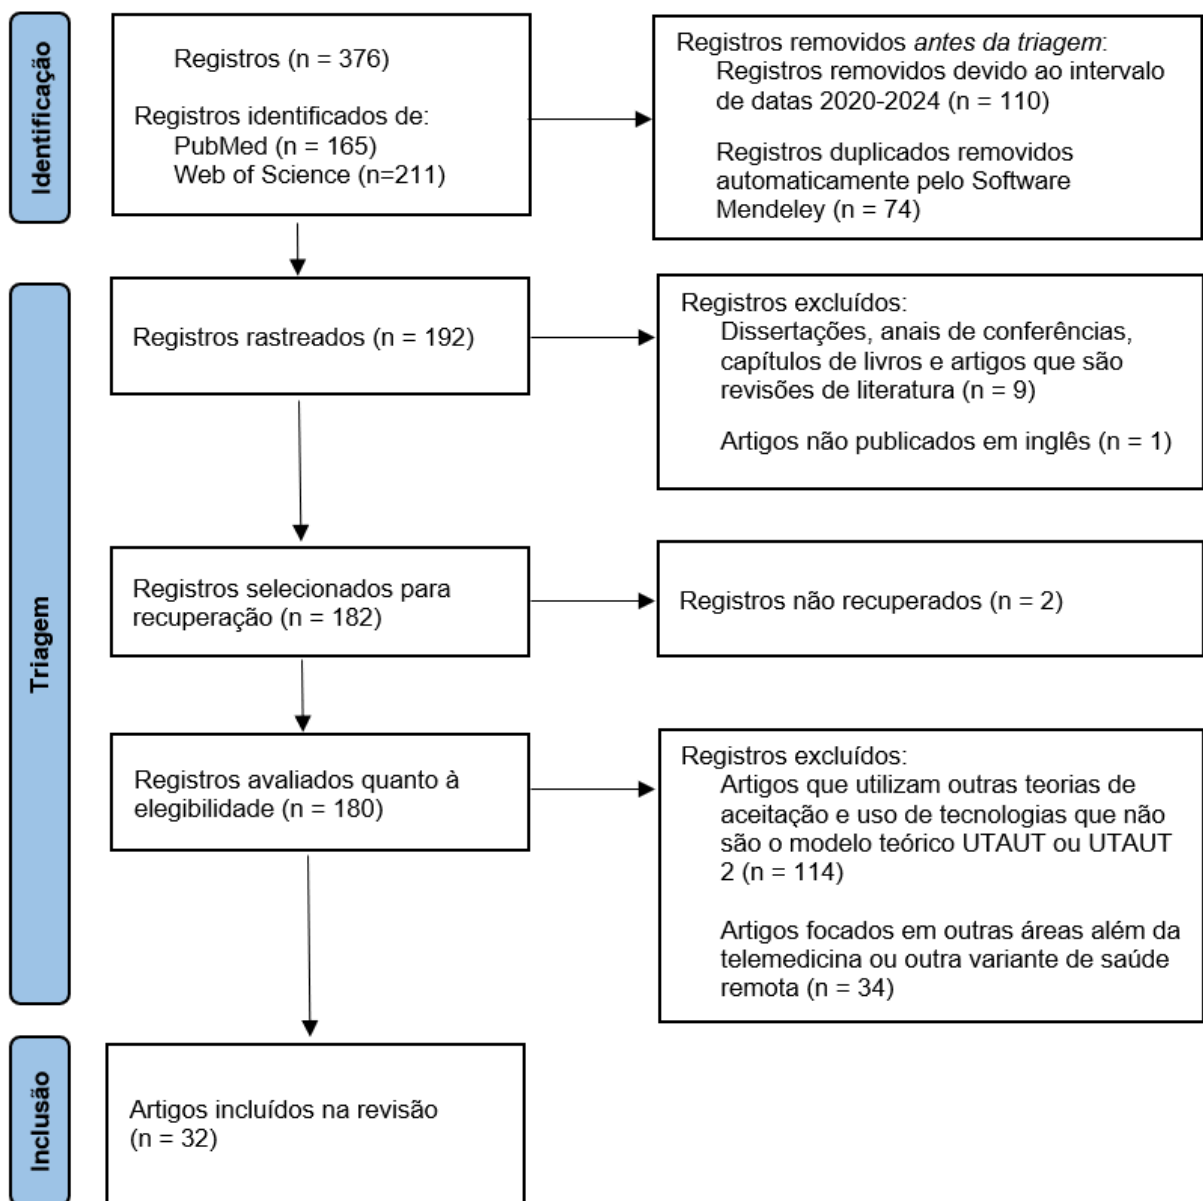 Identificação
Registros (n = 376)
Registros identificados de:
PubMed (n = 165)
Web of Science (n=211)
Registros removidos antes da triagem:
Registros removidos devido ao intervalo
de datas 2020-2024 (n = 110)
Registros duplicados removidos
automaticamente pelo Software
Mendeley (n = 74)
Triagem
Registros rastreados (n = 192)
Registros excluídos:
Dissertações, anais de conferências,
capítulos de livros e artigos que são
revisões de literatura (n = 9)
Artigos não publicados em inglês (n = 1)
Registros selecionados para
recuperação (n = 182)
Registros não recuperados (n = 2)
Registros avaliados quanto à
elegibilidade (n = 180)
Registros excluídos:
Artigos que utilizam outras teorias de
aceitação e uso de tecnologias que não
são o modelo teórico UTAUT ou UTAUT
2 (n = 114)
Artigos focados em outras áreas além da
telemedicina ou outra variante de saúde
remota (n = 34)
Inclusão
Artigos incluídos na revisão
(n = 32)